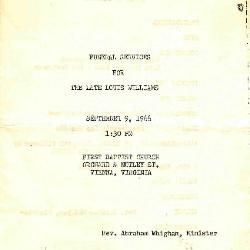 FUNERAL SERVICES
FOR
THE LATE LOUIS WILLIAMS
SEPTEMBER 9, 1966
1:30 PM
FIRST BAPTIST CHURCH
ORCHARD & NUTLEY ST.
VIENNA, VIRGINIA
Rev. Abraham Whigham, Minister